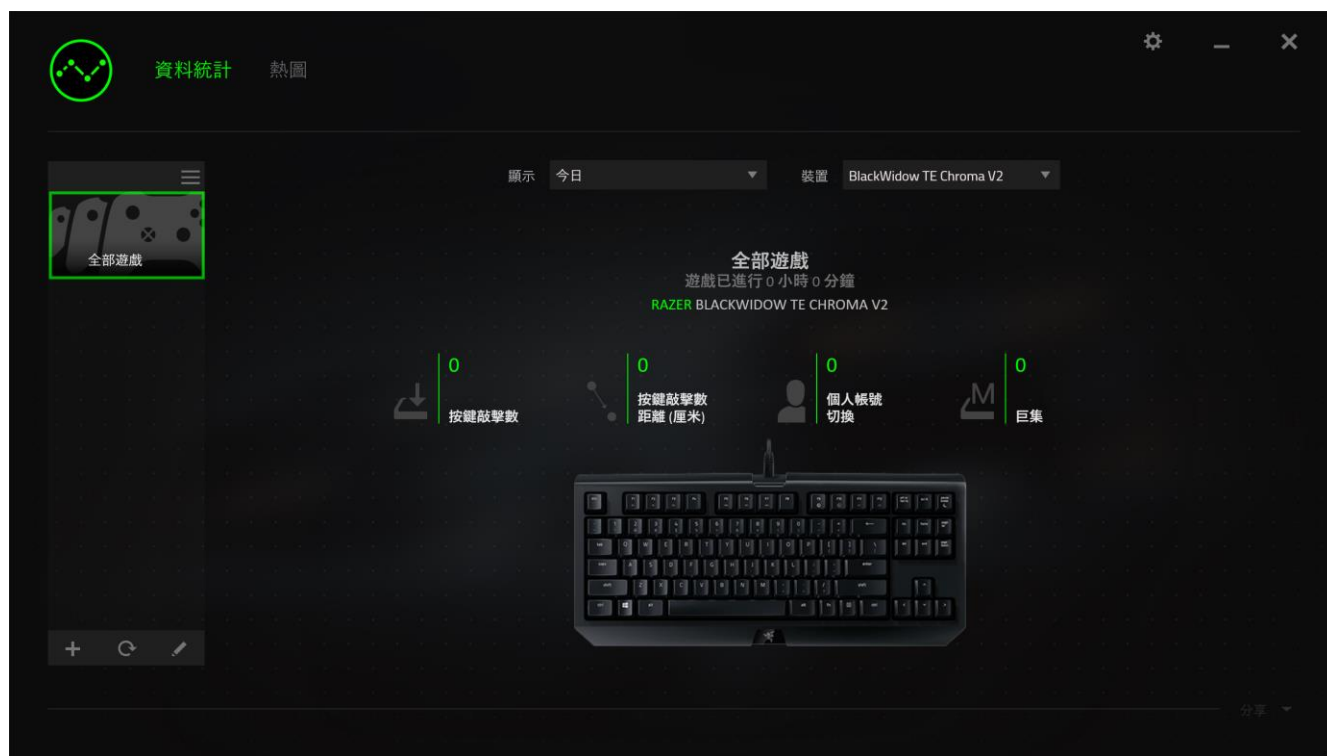 資料統計 熱圖
顯示 今日 裝置 BlackWidow TE Chroma V2
全部遊戲
全部遊戲
遊戲已進行 0 小時 0 分鐘
RAZER BLACKWIDOW TE CHROMA V2
0 0 0 0
按鍵敲擊數 按鍵敲擊數 個人帳號 巨集
距離 (厘米) 切換
分享